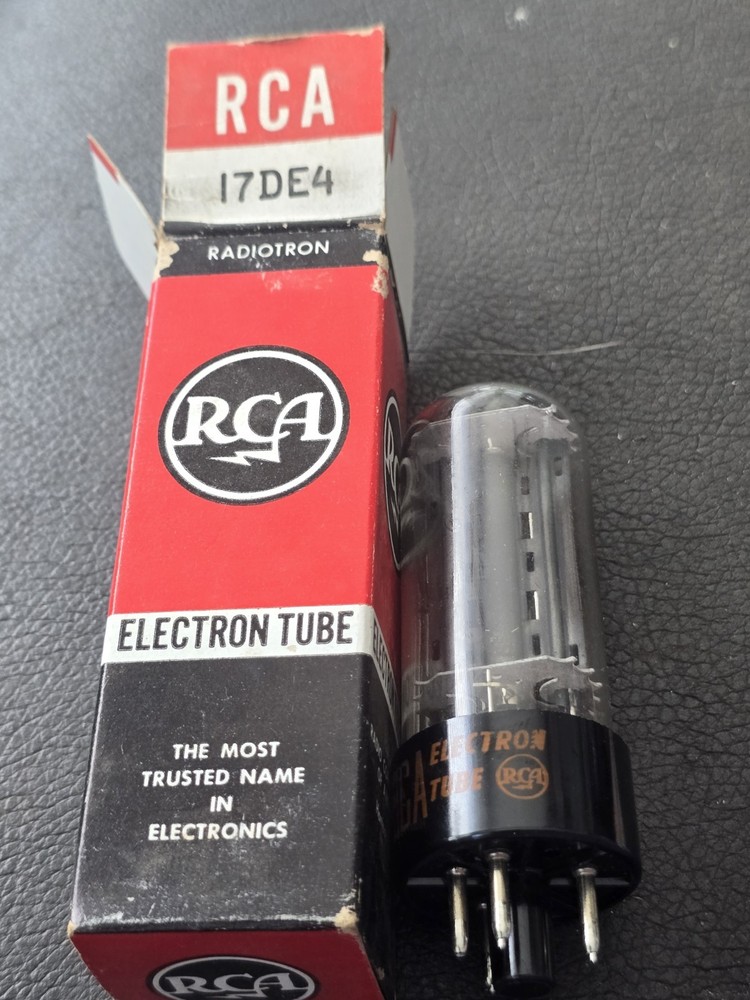 RCA
17DE4
RADIOTRON
RCA
ELECTRON TUBE
THE MOST
TRUSTED NAME
IN
ELECTRONICS
RCA
ELECTRON
TUBE RCA